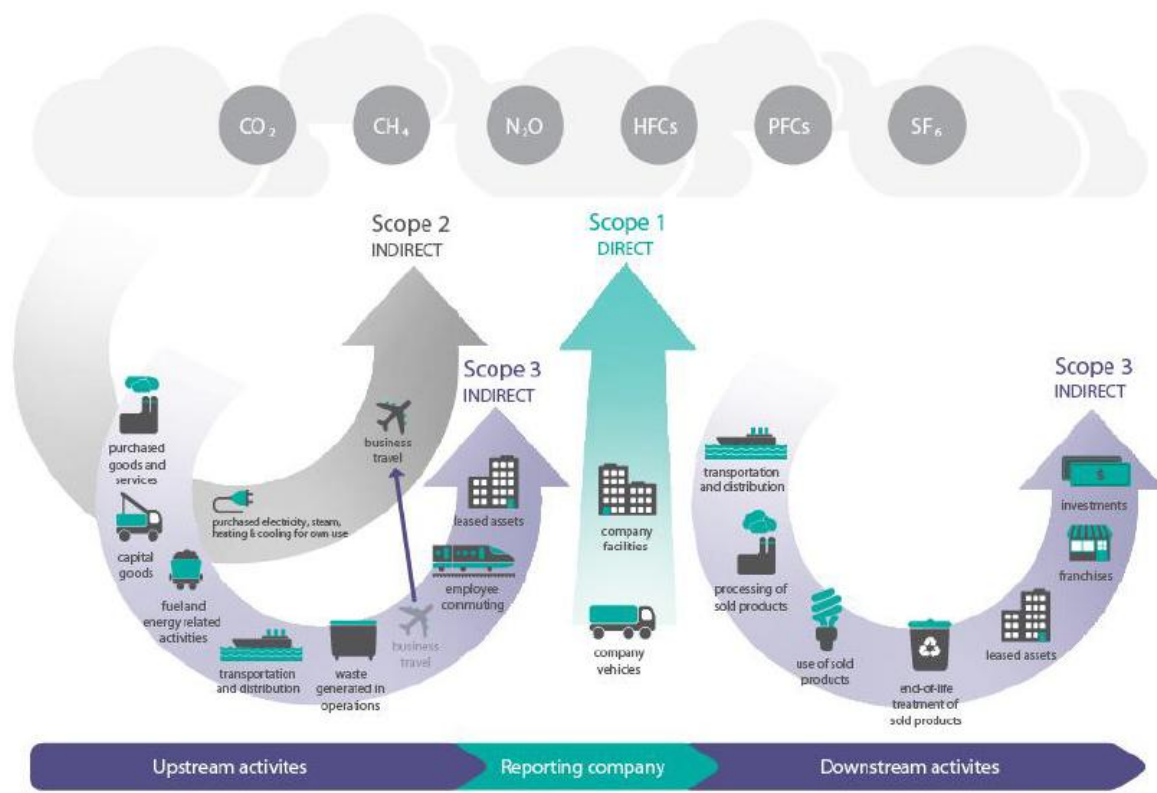 CO₂
CH₄
N₂O
HFCs
PFCs
SF₆
Scope 2
INDIRECT
Scope 1
DIRECT
Scope 3
INDIRECT
Scope 3
INDIRECT
purchased
goods and
services
capital
goods
fuel and
energy related
activities
transportation
and distribution
waste
generated in
operations
business
travel
employee
commuting
leased assets
business
travel
purchased electricity, steam,
heating & cooling for own use
company
facilities
company
vehicles
transportation
and distribution
processing of
sold products
use of sold
products
end-of-life
treatment of
sold products
leased assets
franchises
$
investments
Upstream activites
Reporting company
Downstream activites